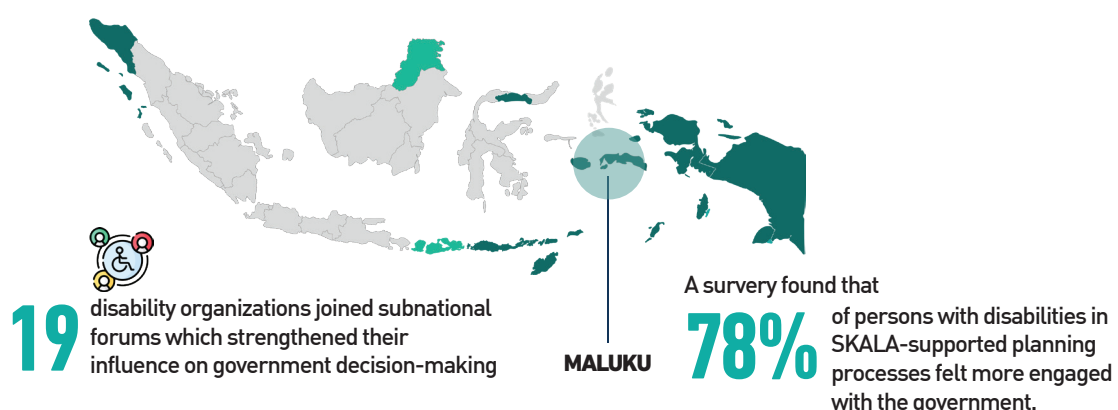 19
disability organizations joined subnational
forums which strengthened their
influence on government decision-making
MALUKU
A survery found that
78%
of persons with disabilities in
SKALA-supported planning
processes felt more engaged
with the government.